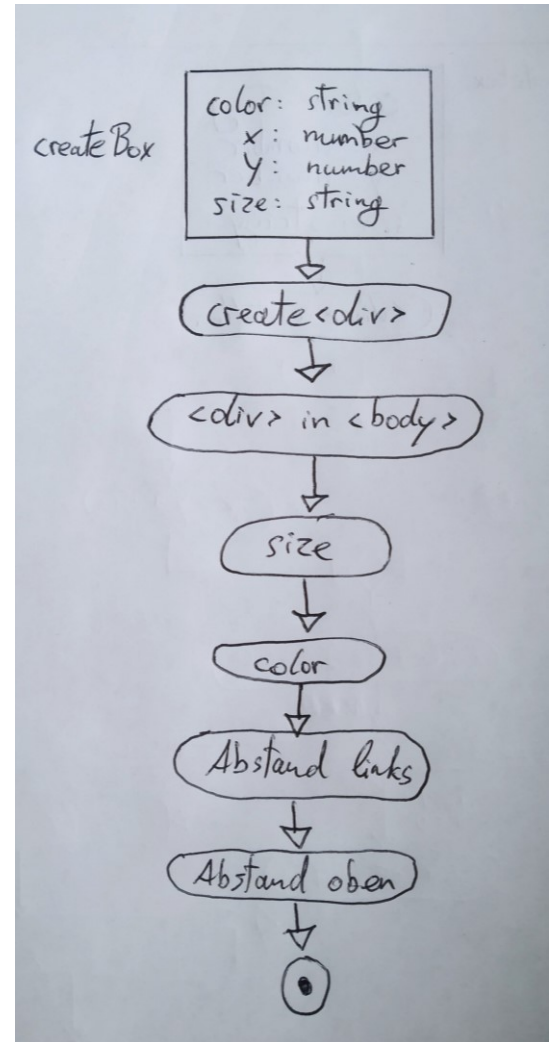 createBox
color: string
x: number
y: number
size: string
create <div>
<div> in <body>
size
color
Abstand links
Abstand oben